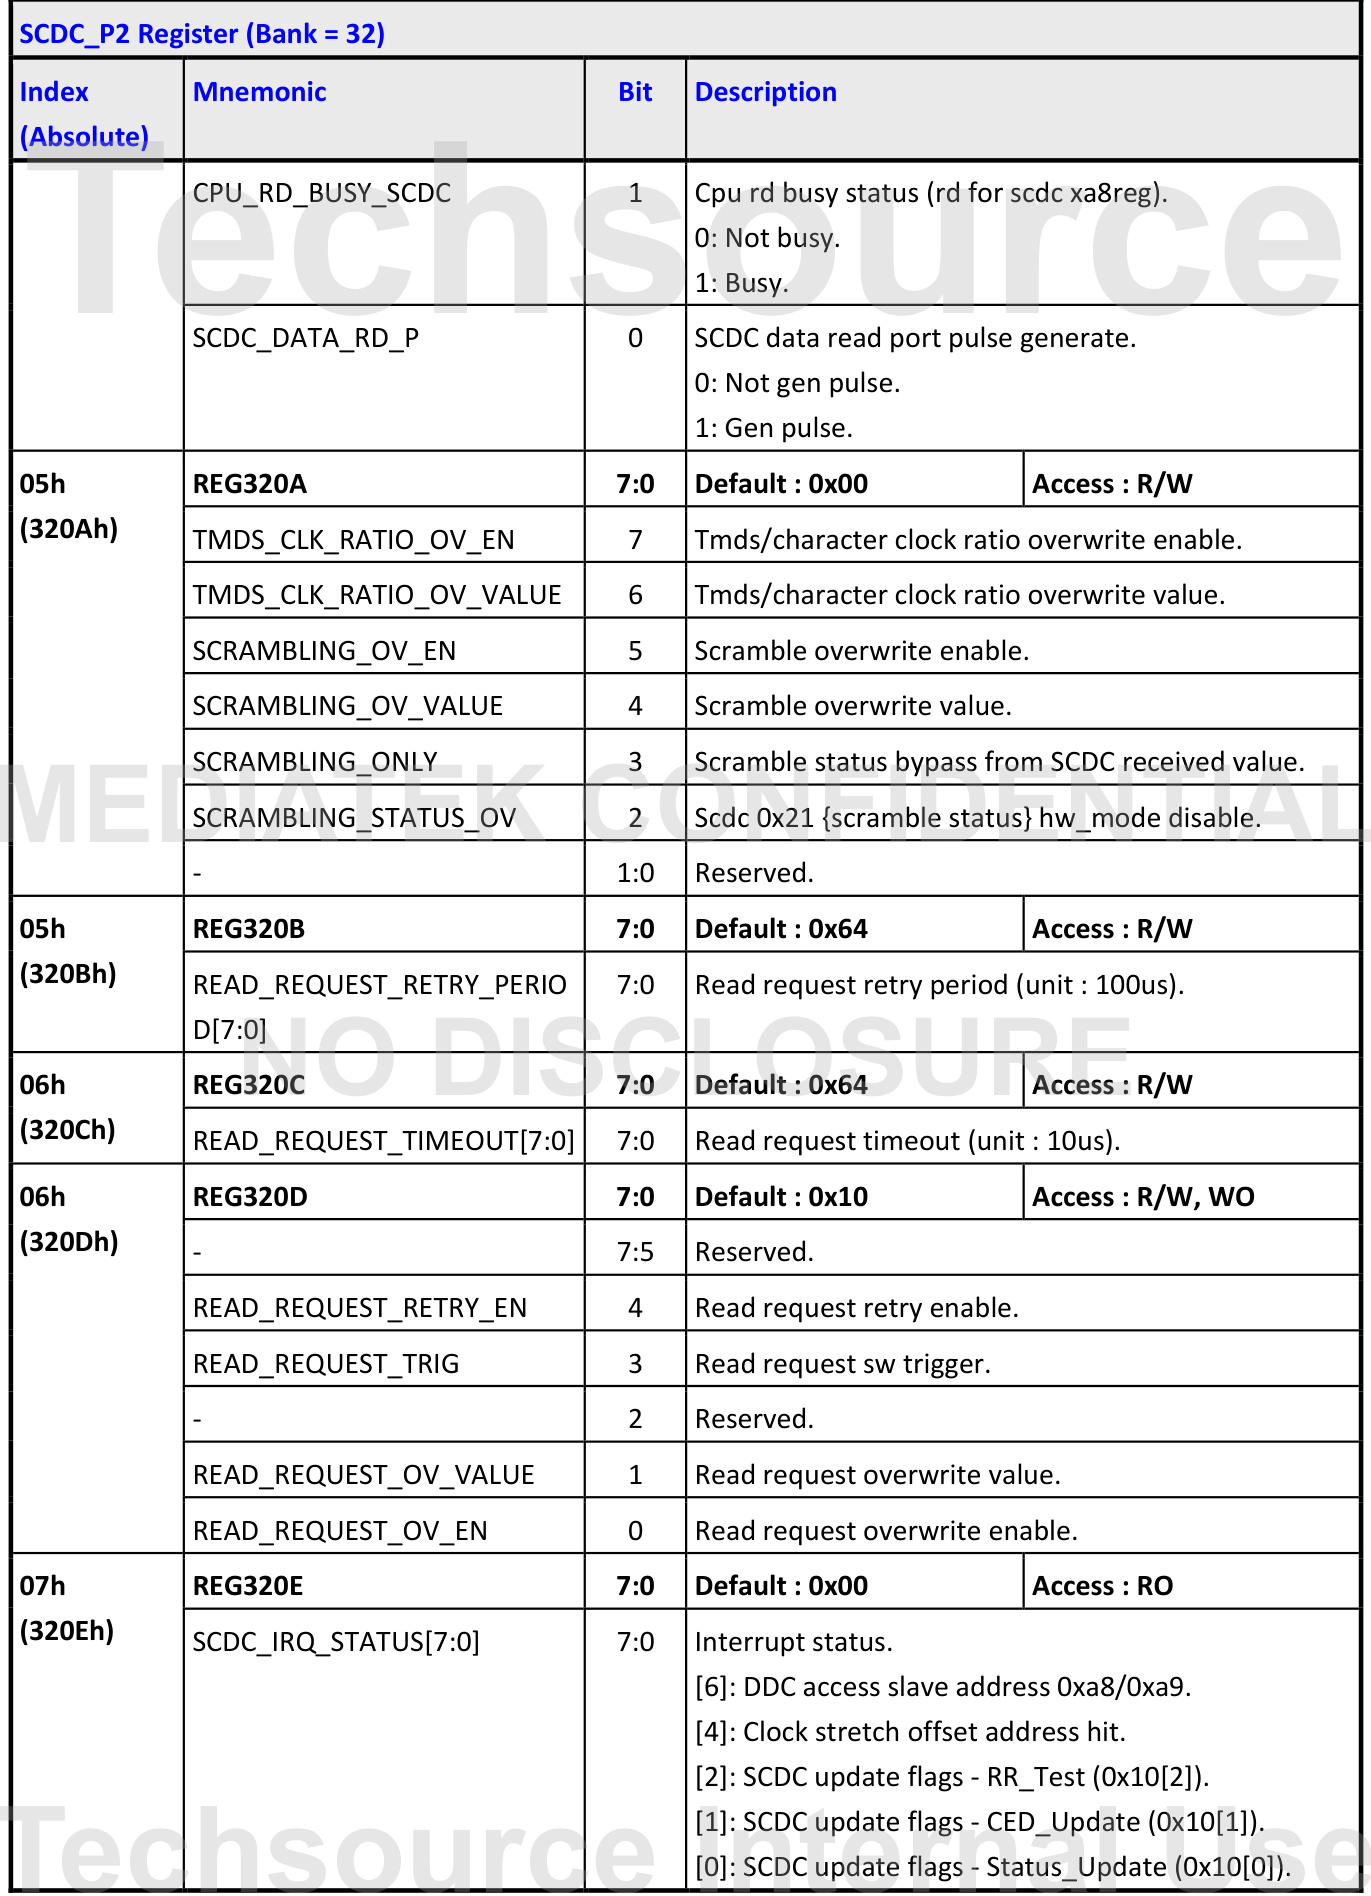 SCDC_P2 Register (Bank = 32)
Index (Absolute) Mnemonic Bit Description
CPU_RD_BUSY_SCDC 1 Cpu rd busy status (rd for scdc xa8reg).
0: Not busy.
1: Busy.
Techsource
SCDC_DATA_RD_P 0 SCDC data read port pulse generate.
0: Not gen pulse.
1: Gen pulse.
05h (320Ah) REG320A 7:0 Default : 0x00 Access : R/W
TMDS_CLK_RATIO_OV_EN 7 Tmds/character clock ratio overwrite enable.
TMDS_CLK_RATIO_OV_VALUE 6 Tmds/character clock ratio overwrite value.
SCRAMBLING_OV_EN 5 Scramble overwrite enable.
SCRAMBLING_OV_VALUE 4 Scramble overwrite value.
SCRAMBLING_ONLY 3 Scramble status bypass from SCDC received value.
MEDIATEK CONFIDENTIAL
SCRAMBLING_STATUS_OV 2 Scdc 0x21 {scramble status} hw_mode disable.
- 1:0 Reserved.
05h (320Bh) REG320B 7:0 Default : 0x64 Access : R/W
READ_REQUEST_RETRY_PERIO
D[7:0] 7:0 Read request retry period (unit : 100us).
NO DISCLOSURE
06h (320Ch) REG320C 7:0 Default : 0x64 Access : R/W
READ_REQUEST_TIMEOUT[7:0] 7:0 Read request timeout (unit : 10us).
06h (320Dh) REG320D 7:0 Default : 0x10 Access : R/W, WO
- 7:5 Reserved.
READ_REQUEST_RETRY_EN 4 Read request retry enable.
READ_REQUEST_TRIG 3 Read request sw trigger.
- 2 Reserved.
READ_REQUEST_OV_VALUE 1 Read request overwrite value.
READ_REQUEST_OV_EN 0 Read request overwrite enable.
07h (320Eh) REG320E 7:0 Default : 0x00 Access : RO
SCDC_IRQ_STATUS[7:0] 7:0 Interrupt status.
[6]: DDC access slave address 0xa8/0xa9.
[4]: Clock stretch offset address hit.
[2]: SCDC update flags - RR_Test (0x10[2]).
[1]: SCDC update flags - CED_Update (0x10[1]).
[0]: SCDC update flags - Status_Update (0x10[0]).
Techsource Internal Use